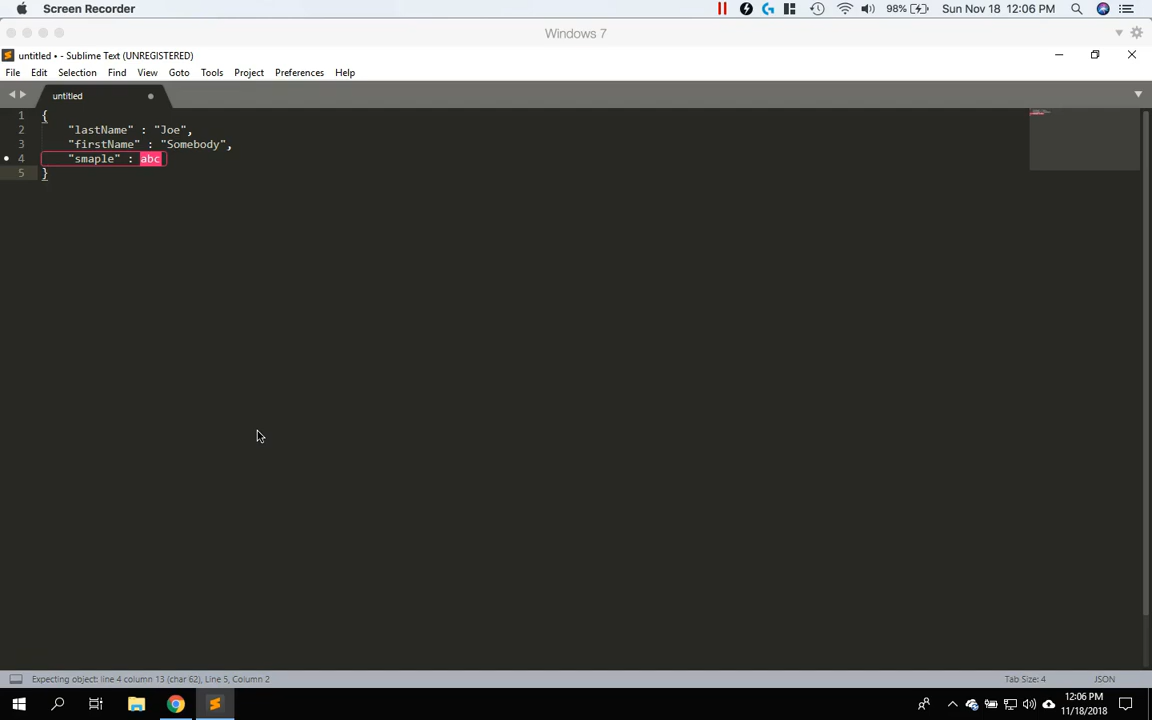 Screen Recorder 98% Sun Nov 18 12:06 PM
Windows 7
untitled • - Sublime Text (UNREGISTERED)
File Edit Selection Find View Goto Tools Project Preferences Help
untitled
1 {
2 "lastName" : "Joe",
3 "firstName" : "Somebody",
4 "smaple" : abc
5 }
Expecting object: line 4 column 13 (char 62), Line 5, Column 2 Tab Size: 4 JSON
12:06 PM
11/18/2018